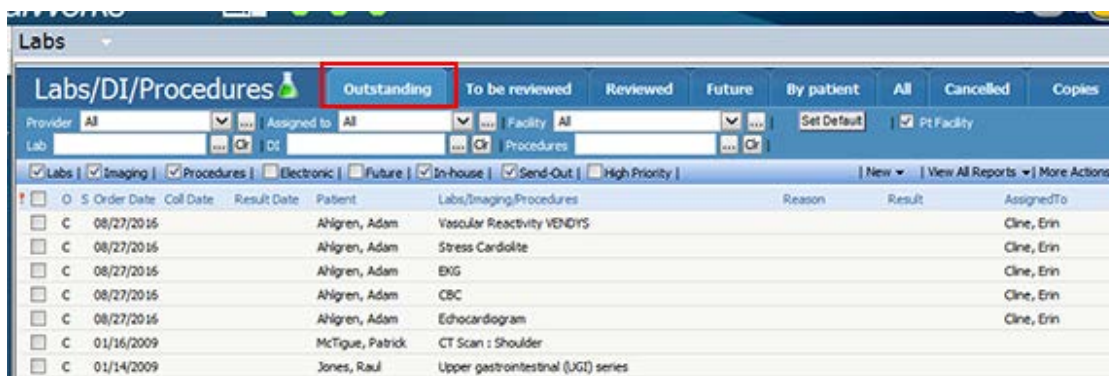 Labs
Labs/DI/Procedures Outstanding To be reviewed Reviewed Future By patient All Cancelled Copies
Provider All ... | Assigned to All ... | Facility All ... | Set Default | Pt Facility
Lab ... Clr | DI ... Clr | Procedures ... Clr |
Labs | Imaging | Procedures | Electronic | Future | In-house | Send-Out | High Priority | | New | View All Reports | More Actions
! O S Order Date Coll Date Result Date Patient Labs/Imaging/Procedures Reason Result AssignedTo
C 08/27/2016 Ahlgren, Adam Vascular Reactivity VENDYS Cline, Erin
C 08/27/2016 Ahlgren, Adam Stress Cardiolite Cline, Erin
C 08/27/2016 Ahlgren, Adam EKG Cline, Erin
C 08/27/2016 Ahlgren, Adam CBC Cline, Erin
C 08/27/2016 Ahlgren, Adam Echocardiogram Cline, Erin
C 01/16/2009 McTigue, Patrick CT Scan : Shoulder
C 01/14/2009 Jones, Raul Upper gastrointestinal (UGI) series